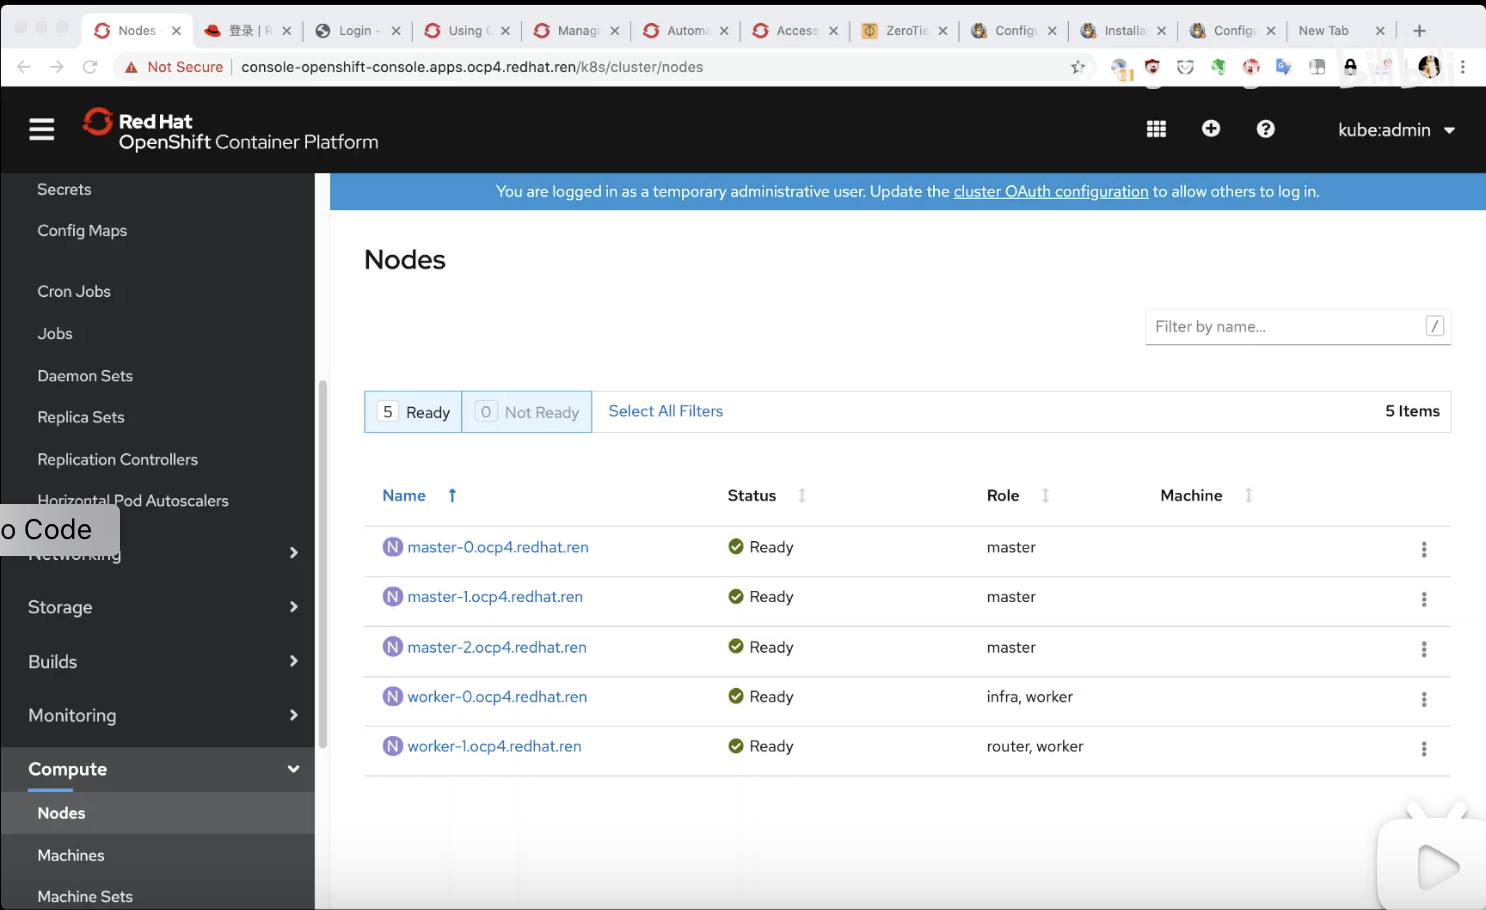 Nodes
登录 | R
Login -
Using C
Manag
Automa
Access
ZeroTie
Configu
Installa
Configu
New Tab
Not Secure
console-openshift-console.apps.ocp4.redhat.ren/k8s/cluster/nodes
bilibili
Red Hat
OpenShift Container Platform
kube:admin
You are logged in as a temporary administrative user. Update the cluster OAuth configuration to allow others to log in.
Secrets
Config Maps
Cron Jobs
Jobs
Daemon Sets
Replica Sets
Replication Controllers
Horizontal Pod Autoscalers
o Code
Networking
Storage
Builds
Monitoring
Compute
Nodes
Machines
Machine Sets
Nodes
Filter by name...
/
5 Ready
0 Not Ready
Select All Filters
5 Items
Name Status Role Machine
N master-0.ocp4.redhat.ren Ready master
N master-1.ocp4.redhat.ren Ready master
N master-2.ocp4.redhat.ren Ready master
N worker-0.ocp4.redhat.ren Ready infra, worker
N worker-1.ocp4.redhat.ren Ready router, worker